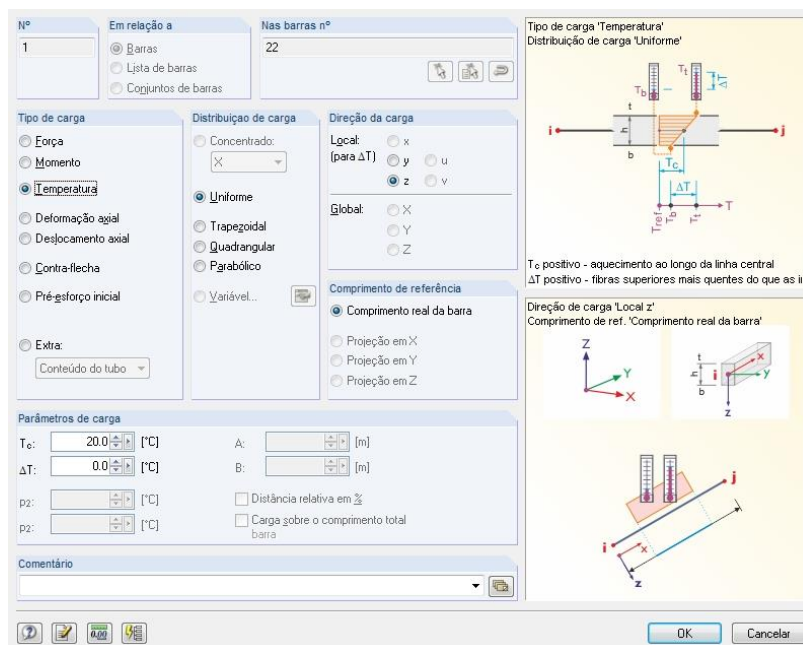 Nº
1
Em relação a
Barras
Lista de barras
Conjuntos de barras
Nas barras nº
22
Tipo de carga
Força
Momento
Temperatura
Deformação axial
Deslocamento axial
Contra-flecha
Pré-esforço inicial
Extra:
Conteúdo do tubo
Distribuiçao de carga
Concentrado:
X
Uniforme
Trapezoidal
Quadrangular
Parabólico
Variável...
Direção da carga
Local:
(para ΔT)
x
y
u
z
v
Global:
X
Y
Z
Comprimento de referência
Comprimento real da barra
Projeção em X
Projeção em Y
Projeção em Z
Parâmetros de carga
Tc: 20.0 [°C]
ΔT: 0.0 [°C]
p2: [°C]
p2: [°C]
A: [m]
B: [m]
Distância relativa em %
Carga sobre o comprimento total
barra
Comentário
Tipo de carga 'Temperatura'
Distribuição de carga 'Uniforme'
Tb
Tt
ΔT
t
i
h
j
b
Tc
ΔT
T
Tref
Tb
Tt
Tc positivo - aquecimento ao longo da linha central
ΔT positivo - fibras superiores mais quentes do que as i
Direção de carga 'Local z'
Comprimento de ref. 'Comprimento real da barra'
Z
Y
X
t
h
b
i
x
y
z
j
i
x
z
0.00
OK
Cancelar